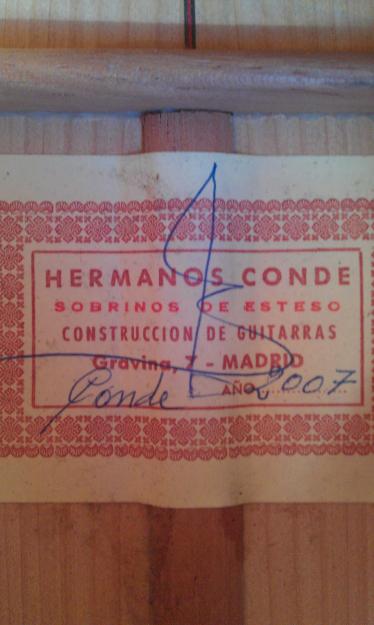 HERMANOS CONDE
SOBRINOS DE ESTESO
CONSTRUCCION DE GUITARRAS
Gravina, 7 - MADRID
Conde AÑO 2007